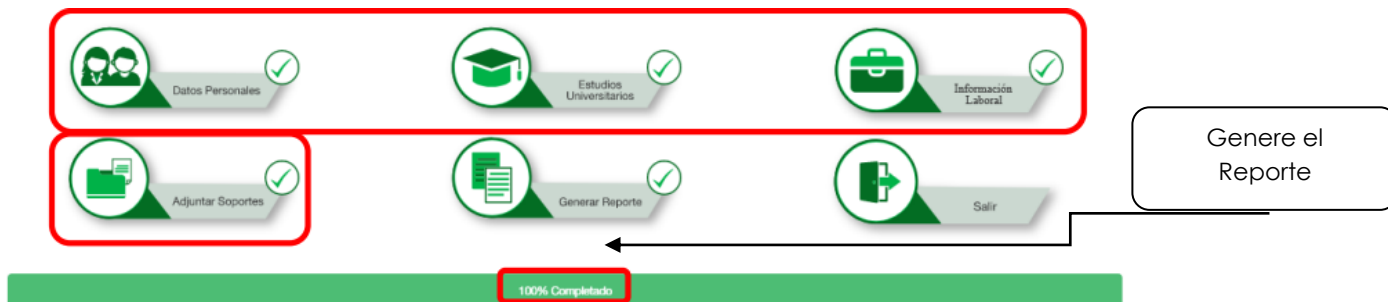 Datos Personales
Estudios
Universitarios
Información
Laboral
Genere el
Reporte
Adjuntar Soportes
Generar Reporte
Salir
100% Completado